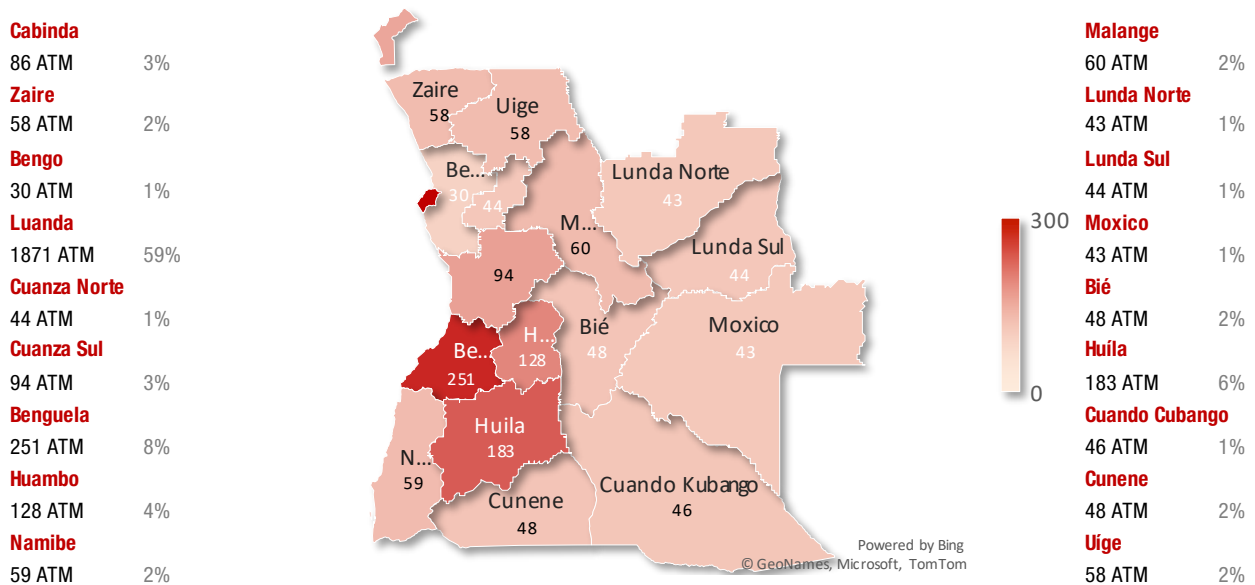 Cabinda
86 ATM 3%
Zaire
58 ATM 2%
Bengo
30 ATM 1%
Luanda
1871 ATM 59%
Cuanza Norte
44 ATM 1%
Cuanza Sul
94 ATM 3%
Benguela
251 ATM 8%
Huambo
128 ATM 4%
Namibe
59 ATM 2%
Zaire
58
Uige
58
Be...
30
44
M...
60
Lunda Norte
43
Lunda Sul
44
94
Be...
251
H...
128
Bié
48
Moxico
43
Huila
183
N...
59
Cunene
48
Cuando Kubango
46
300
0
Powered by Bing
© GeoNames, Microsoft, TomTom
Malange
60 ATM 2%
Lunda Norte
43 ATM 1%
Lunda Sul
44 ATM 1%
Moxico
43 ATM 1%
Bié
48 ATM 2%
Huíla
183 ATM 6%
Cuando Cubango
46 ATM 1%
Cunene
48 ATM 2%
Uíge
58 ATM 2%